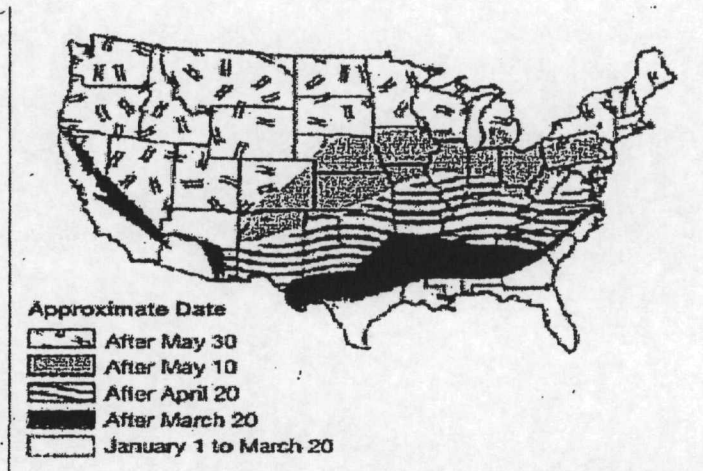 Approximate Date
After May 30
After May 10
After April 20
After March 20
January 1 to March 20